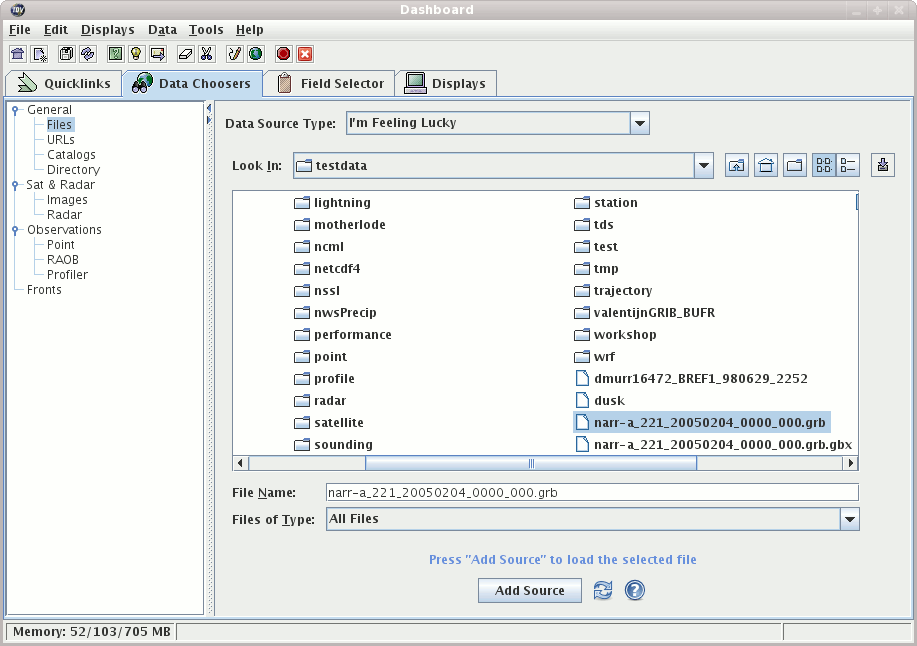 IDV
Dashboard
File Edit Displays Data Tools Help
Quicklinks Data Choosers Field Selector Displays
General
Files
URLs
Catalogs
Directory
Sat & Radar
Images
Radar
Observations
Point
RAOB
Profiler
Fronts
Data Source Type: I'm Feeling Lucky
Look In: testdata
lightning station
motherlode tds
ncml test
netcdf4 tmp
nssl trajectory
nwsPrecip valentijnGRIB_BUFR
performance workshop
point wrf
profile dmurr16472_BREF1_980629_2252
radar dusk
satellite narr-a_221_20050204_0000_000.grb
sounding narr-a_221_20050204_0000_000.grb.gbx
File Name: narr-a_221_20050204_0000_000.grb
Files of Type: All Files
Press "Add Source" to load the selected file
Add Source
Memory: 52/103/705 MB